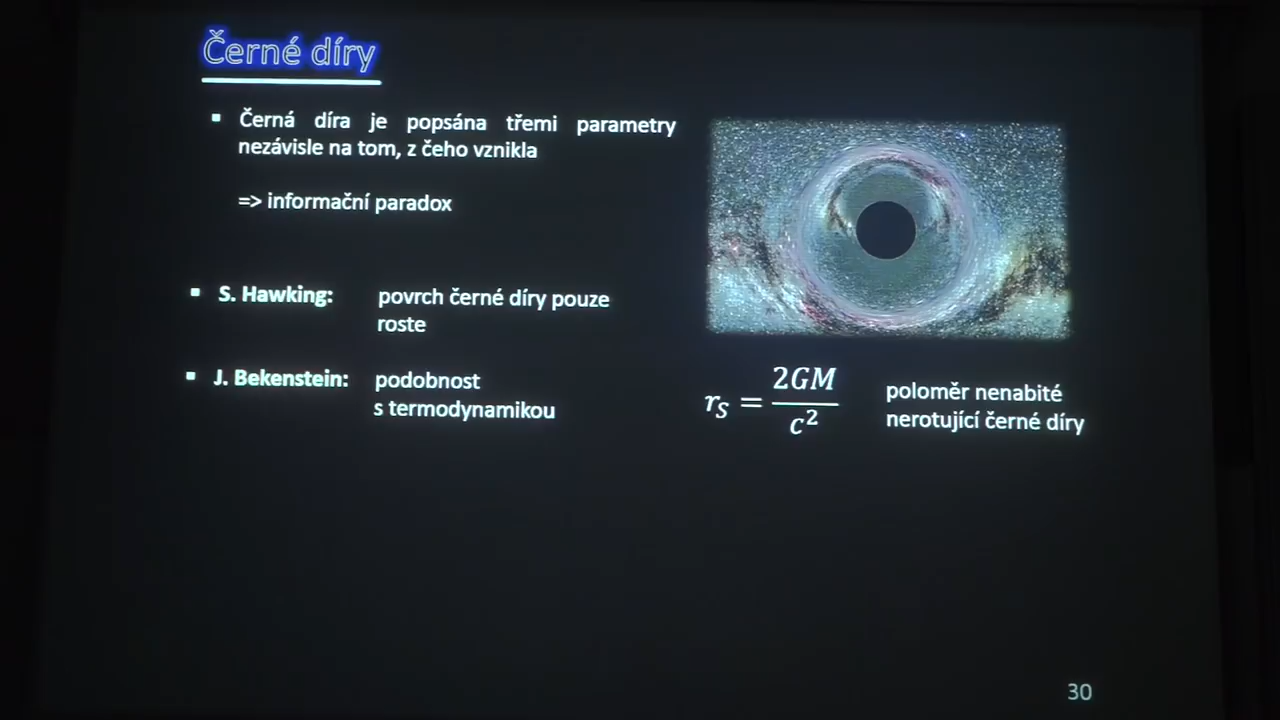 Černé díry
▪ Černá díra je popsána třemi parametry
nezávisle na tom, z čeho vznikla
=> informační paradox
▪ S. Hawking: povrch černé díry pouze
roste
▪ J. Bekenstein: podobnost
s termodynamikou
r_S = 2GM / c²
poloměr nenabité
nerotující černé díry
30